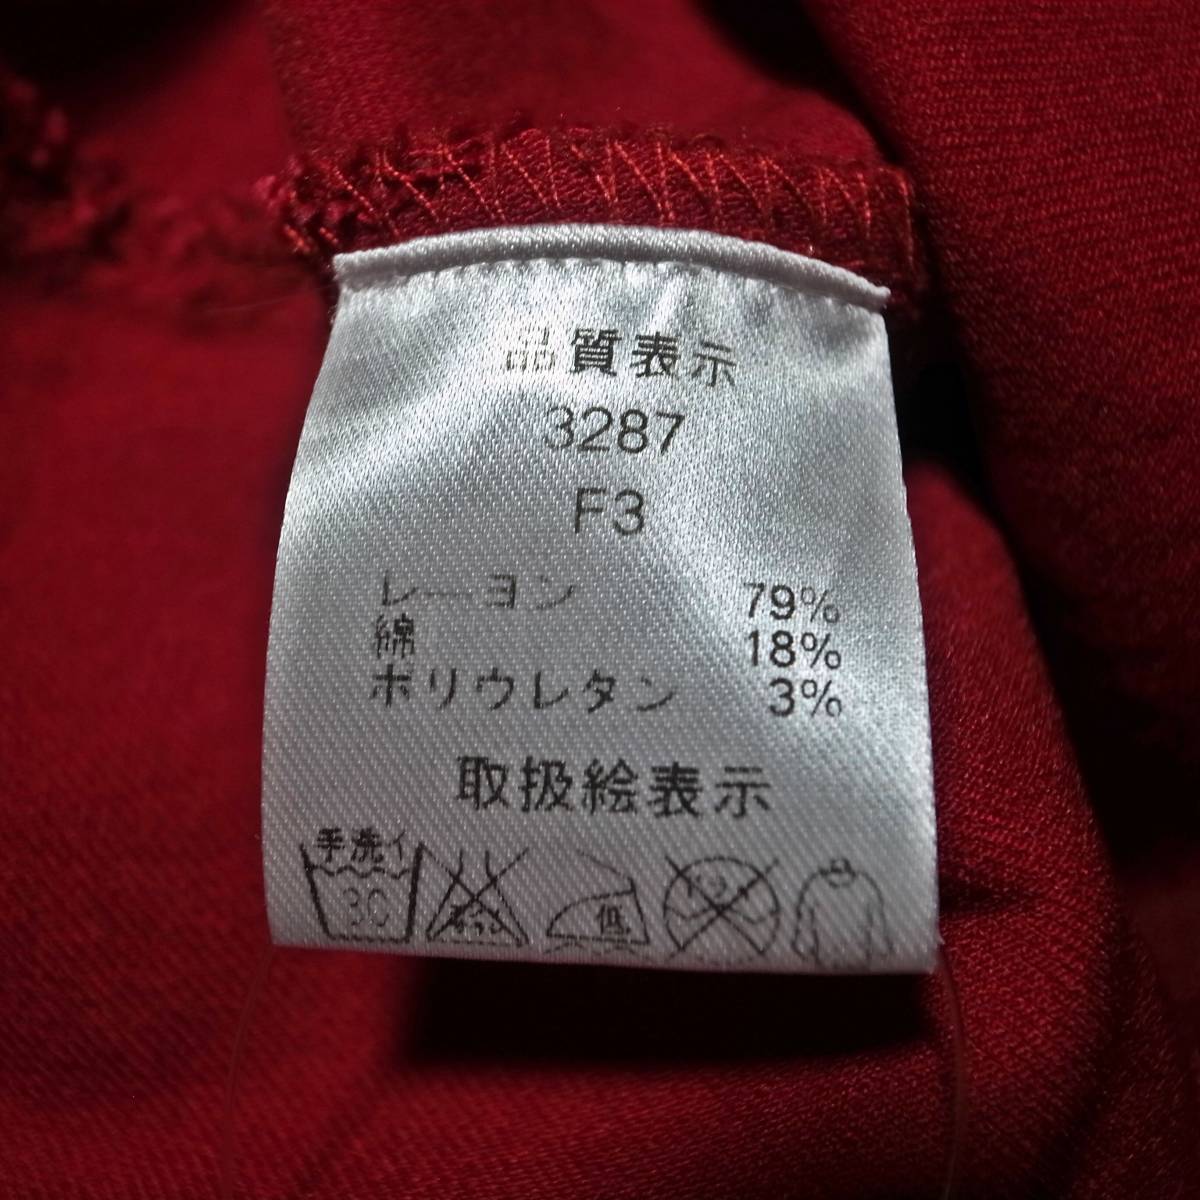 品質表示
3287
F3
レーヨン 79%
綿 18%
ポリウレタン 3%
取扱絵表示
手洗イ
30
低